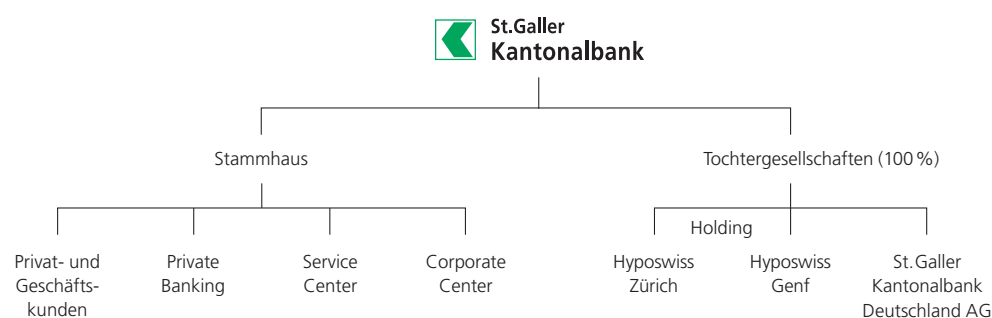 St.Galler
Kantonalbank
Stammhaus
Tochtergesellschaften (100 %)
Holding
Privat- und
Geschäfts-
kunden
Private
Banking
Service
Center
Corporate
Center
Hyposwiss
Zürich
Hyposwiss
Genf
St. Galler
Kantonalbank
Deutschland AG